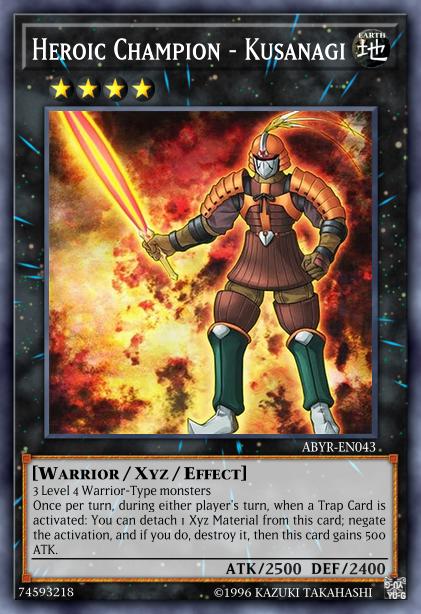 Heroic Champion - Kusanagi
EARTH
地
ABYR-EN043
[Warrior / Xyz / Effect]
3 Level 4 Warrior-Type monsters
Once per turn, during either player's turn, when a Trap Card is
activated: You can detach 1 Xyz Material from this card; negate
the activation, and if you do, destroy it, then this card gains 500
ATK.
ATK/2500 DEF/2400
74593218
©1996 KAZUKI TAKAHASHI